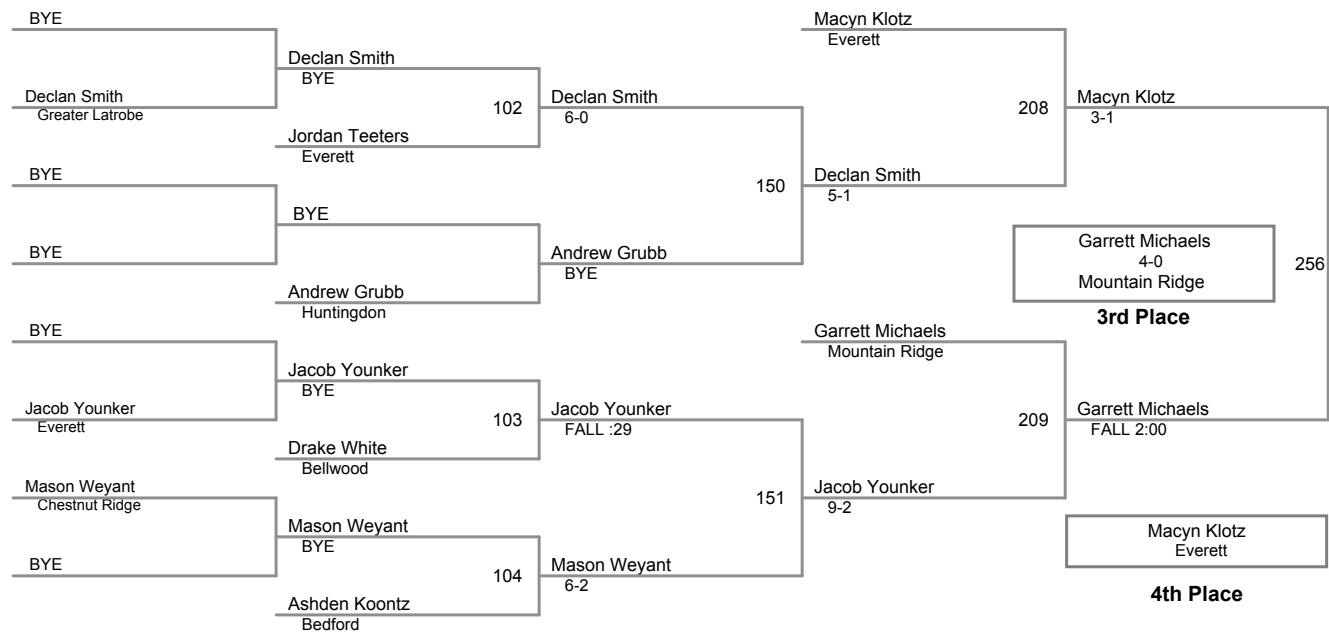 BYE
Declan Smith
Greater Latrobe
BYE
BYE
BYE
Jacob Younker
Everett
Mason Weyant
Chestnut Ridge
BYE
Declan Smith
BYE
Jordan Teeters
Everett
BYE
Andrew Grubb
Huntingdon
Jacob Younker
BYE
Drake White
Bellwood
Mason Weyant
BYE
Ashden Koontz
Bedford
102
103
104
Declan Smith
6-0
Andrew Grubb
BYE
Jacob Younker
FALL :29
Mason Weyant
6-2
150
151
Macyn Klotz
Everett
Declan Smith
5-1
Garrett Michaels
Mountain Ridge
Jacob Younker
9-2
208
209
Macyn Klotz
3-1
Garrett Michaels
FALL 2:00
256
Garrett Michaels
4-0
Mountain Ridge
3rd Place
Macyn Klotz
Everett
4th Place